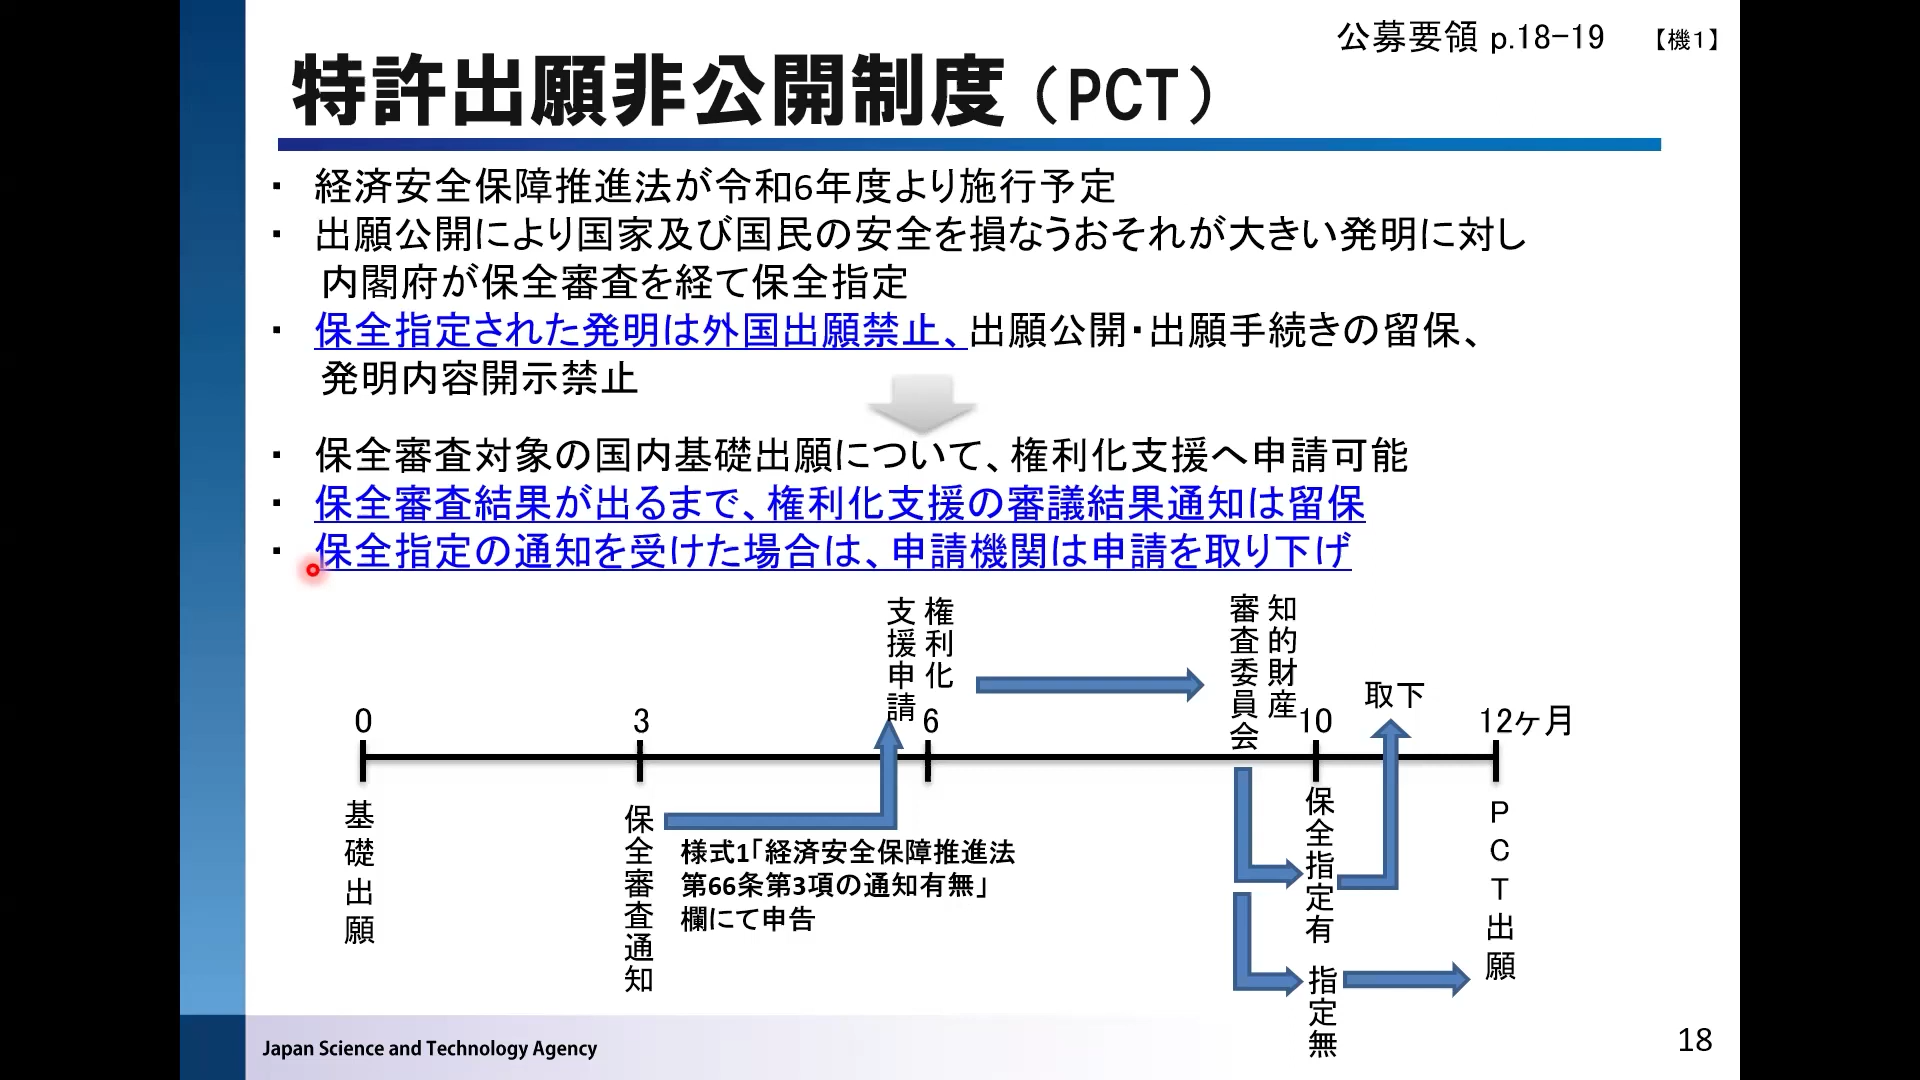 公募要領 p.18-19 【機1】
特許出願非公開制度（PCT）
・ 経済安全保障推進法が令和6年度より施行予定
・ 出願公開により国家及び国民の安全を損なうおそれが大きい発明に対し
内閣府が保全審査を経て保全指定
・ 保全指定された発明は外国出願禁止、出願公開・出願手続きの留保、
発明内容開示禁止
・ 保全審査対象の国内基礎出願について、権利化支援へ申請可能
・ 保全審査結果が出るまで、権利化支援の審議結果通知は留保
・ 保全指定の通知を受けた場合は、申請機関は申請を取り下げ
権利化
支援申請
知的財産
審査委員会
取下
0
3
6
10
12ヶ月
基礎出願
保全審査通知
様式1「経済安全保障推進法
第66条第3項の通知有無」
欄にて申告
保全指定有
指定無
PCT出願
Japan Science and Technology Agency
18